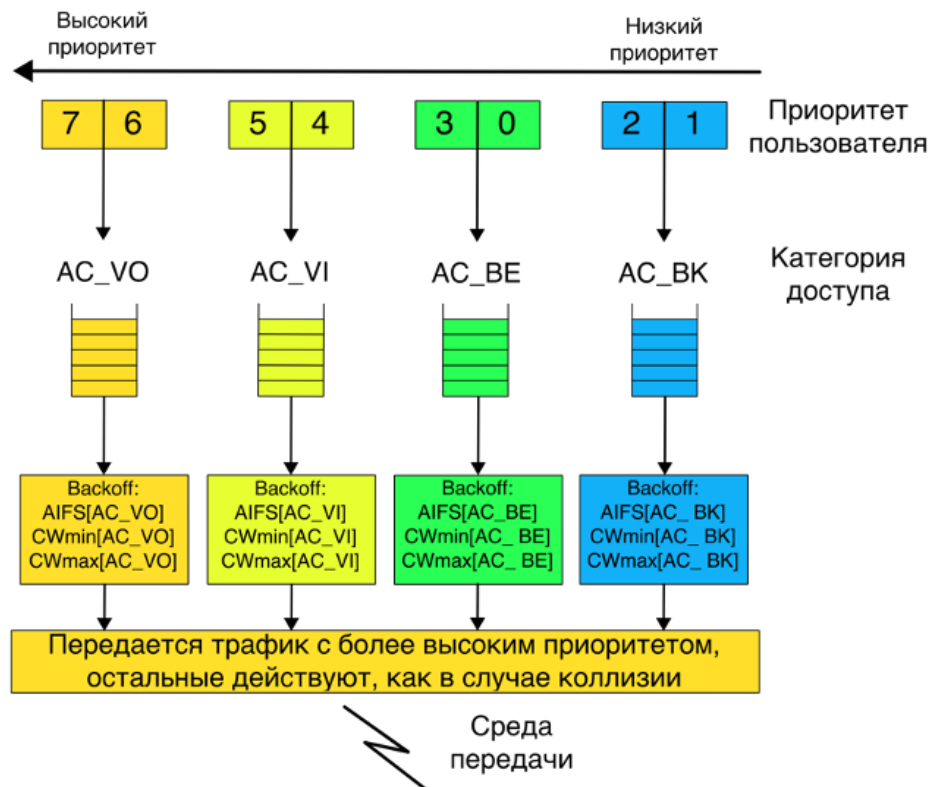 Высокий
приоритет
Низкий
приоритет
7 6
5 4
3 0
2 1
Приоритет
пользователя
AC_VO
AC_VI
AC_BE
AC_BK
Категория
доступа
Backoff:
AIFS[AC_VO]
CWmin[AC_VO]
CWmax[AC_VO]
Backoff:
AIFS[AC_VI]
CWmin[AC_VI]
CWmax[AC_VI]
Backoff:
AIFS[AC_BE]
CWmin[AC_ BE]
CWmax[AC_ BE]
Backoff:
AIFS[AC_ BK]
CWmin[AC_ BK]
CWmax[AC_ BK]
Передается трафик с более высоким приоритетом,
остальные действуют, как в случае коллизии
Среда
передачи